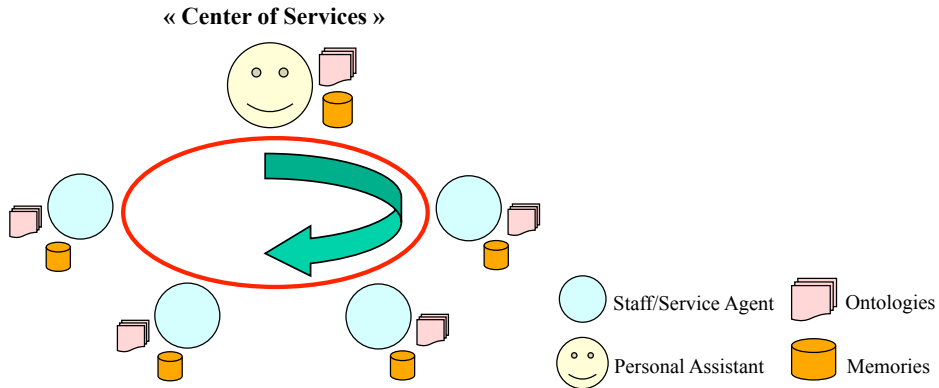 « Center of Services »
Staff/Service Agent
Ontologies
Personal Assistant
Memories